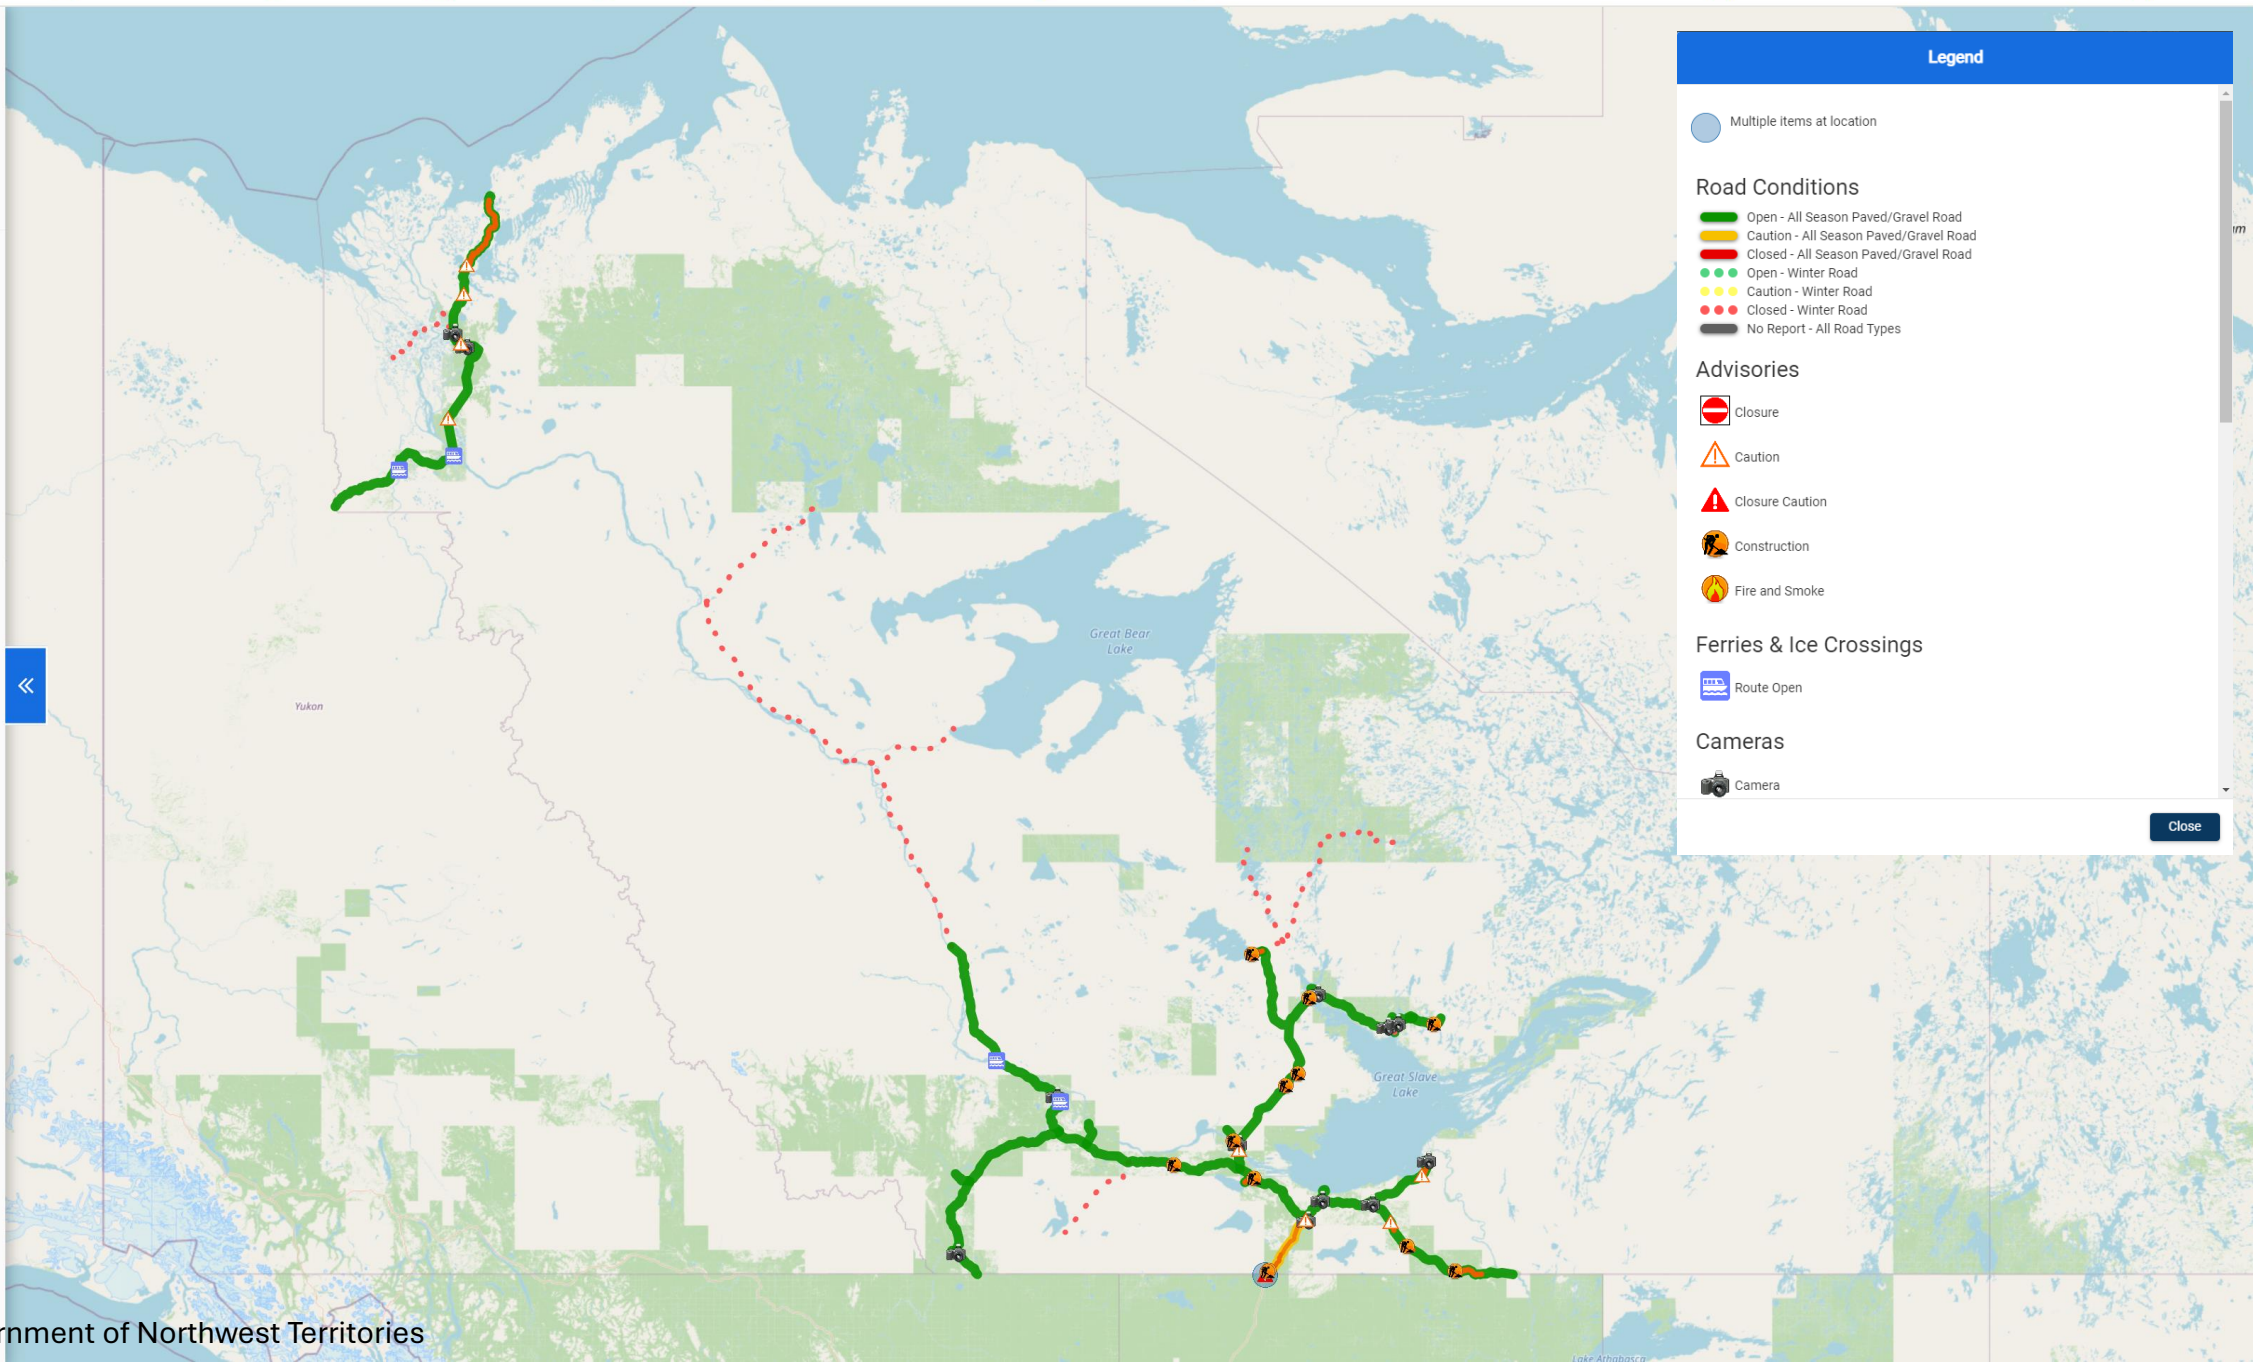 Legend
Multiple items at location
Road Conditions
Open - All Season Paved/Gravel Road
Caution - All Season Paved/Gravel Road
Closed - All Season Paved/Gravel Road
Open - Winter Road
Caution - Winter Road
Closed - Winter Road
No Report - All Road Types
Advisories
Closure
Caution
Closure Caution
Construction
Fire and Smoke
Ferries & Ice Crossings
Route Open
Cameras
Camera
Close
Great Bear
Lake
Yukon
Great Slave
Lake
rnment of Northwest Territories
Lake Athabasca